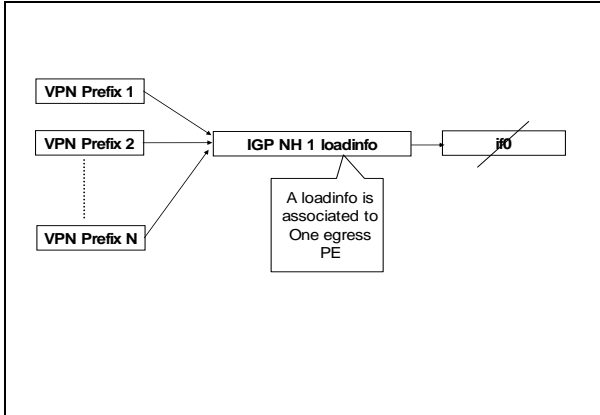 VPN Prefix 1
VPN Prefix 2
IGP NH 1 loadinfo
if0
VPN Prefix N
A loadinfo is
associated to
One egress
PE